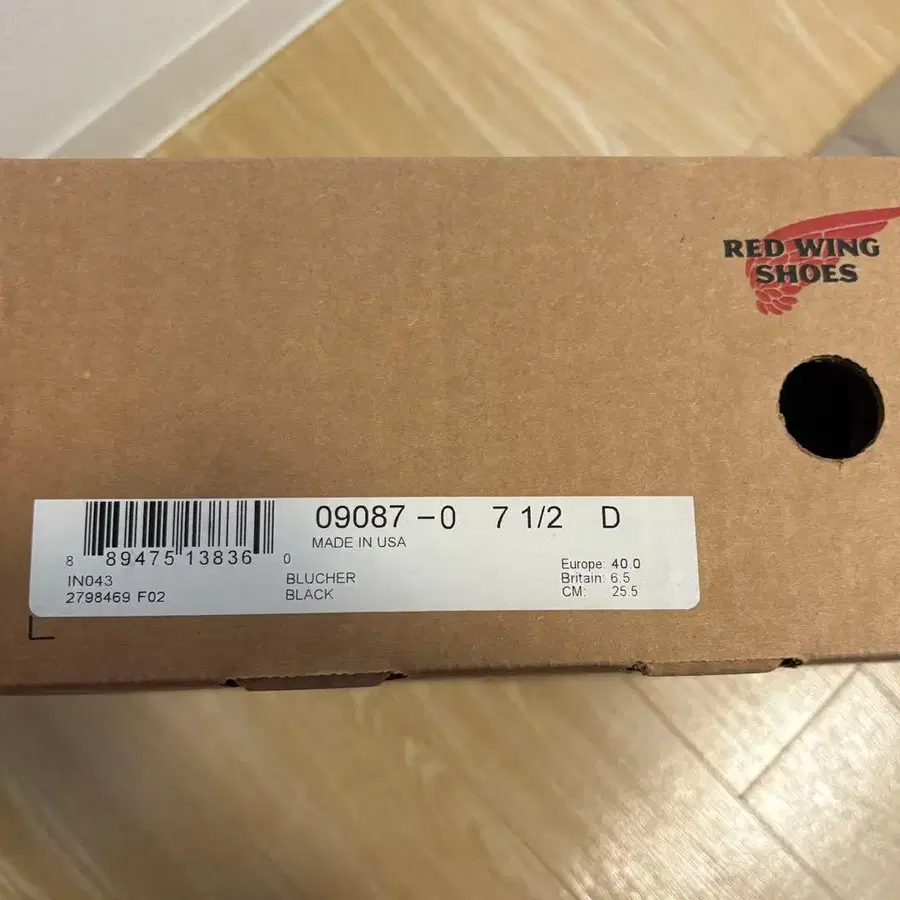 RED WING
SHOES
09087 -0 7 1/2 D
MADE IN USA
8 89475 13836 0
IN043
2798469 F02
BLUCHER
BLACK
Europe: 40.0
Britain: 6.5
CM: 25.5